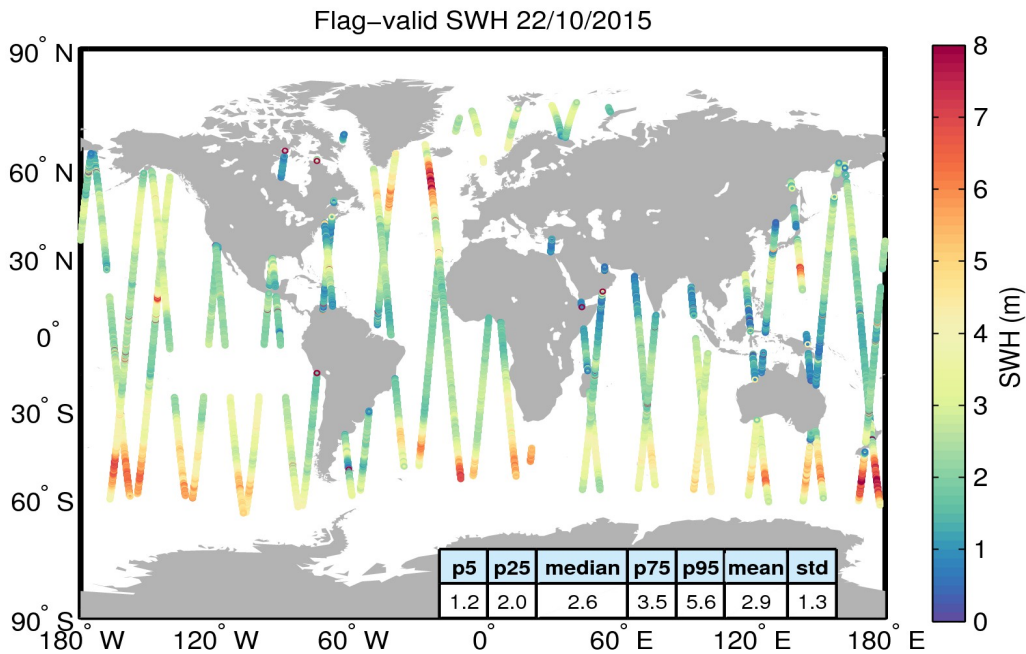 Flag−valid SWH 22/10/2015
90° N
60° N
30° N
0°
30° S
60° S
90° S
180° W
120° W
60° W
0°
60° E
120° E
180° E
p5 p25 median p75 p95 mean std
1.2 2.0 2.6 3.5 5.6 2.9 1.3
8
7
6
5
4
3
2
1
0
SWH (m)